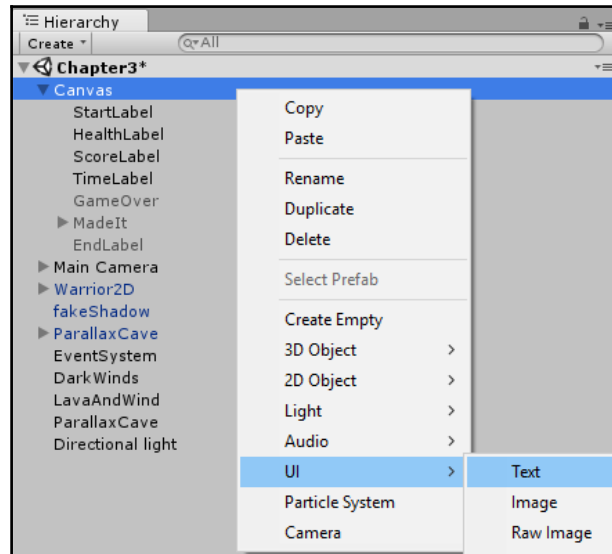 Hierarchy
Create
All
Chapter3*
Canvas
StartLabel
HealthLabel
ScoreLabel
TimeLabel
GameOver
MadeIt
EndLabel
Main Camera
Warrior2D
fakeShadow
ParallaxCave
EventSystem
DarkWinds
LavaAndWind
ParallaxCave
Directional light
Copy
Paste
Rename
Duplicate
Delete
Select Prefab
Create Empty
3D Object
2D Object
Light
Audio
UI
Particle System
Camera
Text
Image
Raw Image